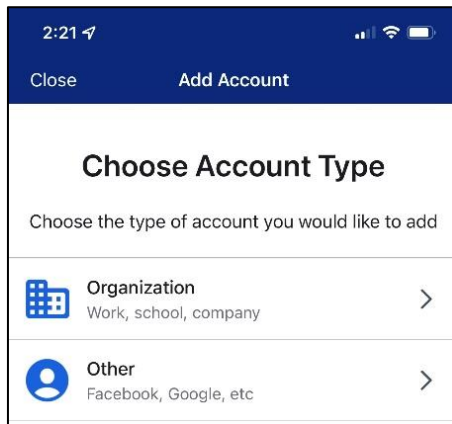 2:21
Close Add Account
Choose Account Type
Choose the type of account you would like to add
Organization
Work, school, company
Other
Facebook, Google, etc